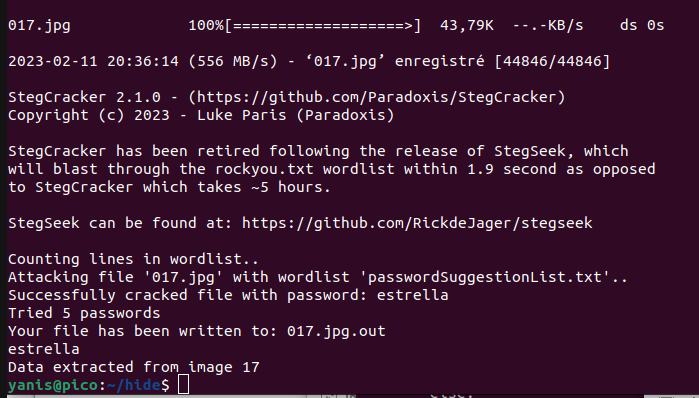 017.jpg 100%[===================>] 43,79K --.-KB/s ds 0s
2023-02-11 20:36:14 (556 MB/s) - ‘017.jpg’ enregistré [44846/44846]
StegCracker 2.1.0 - (https://github.com/Paradoxis/StegCracker)
Copyright (c) 2023 - Luke Paris (Paradoxis)
StegCracker has been retired following the release of StegSeek, which
will blast through the rockyou.txt wordlist within 1.9 second as opposed
to StegCracker which takes ~5 hours.
StegSeek can be found at: https://github.com/RickdeJager/stegseek
Counting lines in wordlist..
Attacking file '017.jpg' with wordlist 'passwordSuggestionList.txt'..
Successfully cracked file with password: estrella
Tried 5 passwords
Your file has been written to: 017.jpg.out
estrella
Data extracted from image 17
yanis@pico:~/hide$